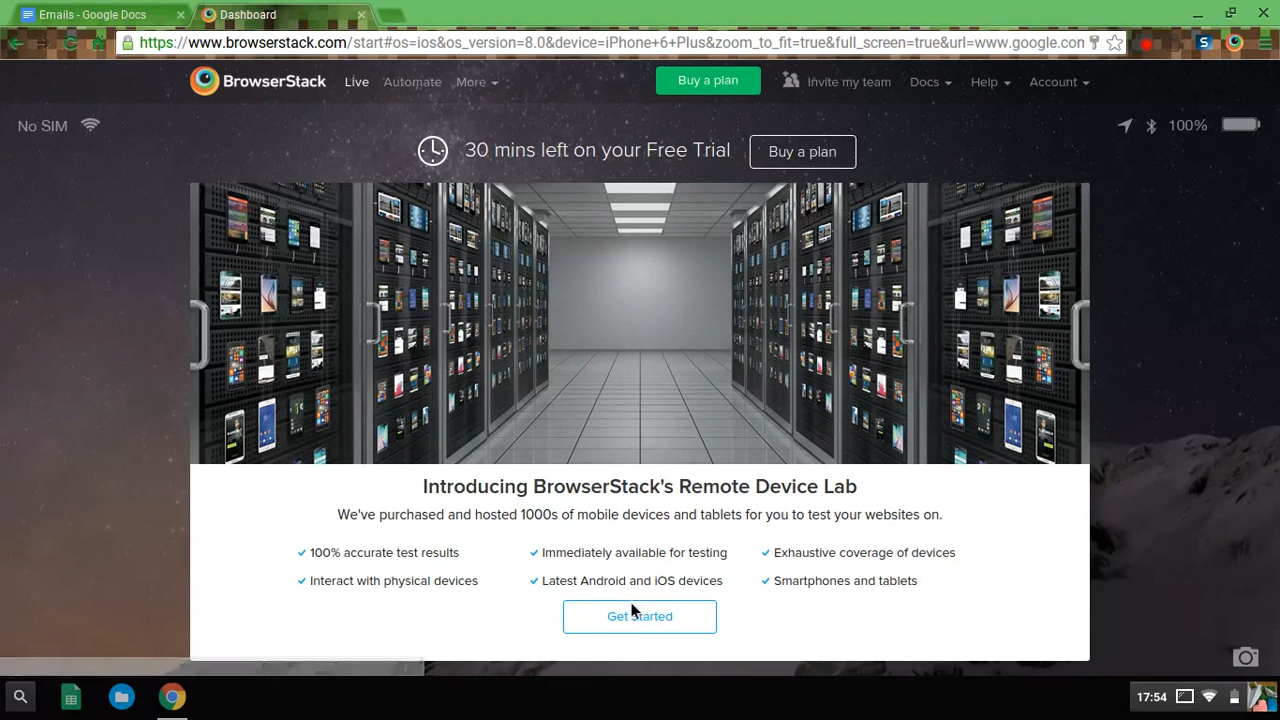 Emails - Google Docs
Dashboard
https://www.browserstack.com/start#os=ios&os_version=8.0&device=iPhone+6+Plus&zoom_to_fit=true&full_screen=true&url=www.google.con
BrowserStack Live Automate More Buy a plan Invite my team Docs Help Account
No SIM 100%
30 mins left on your Free Trial Buy a plan
Introducing BrowserStack's Remote Device Lab
We've purchased and hosted 1000s of mobile devices and tablets for you to test your websites on.
100% accurate test results Immediately available for testing Exhaustive coverage of devices
Interact with physical devices Latest Android and iOS devices Smartphones and tablets
Get started
17:54